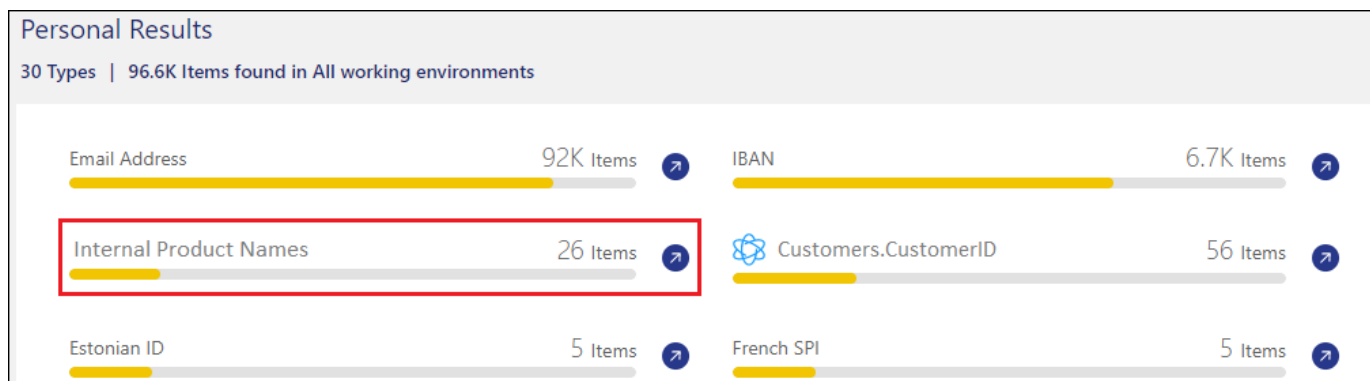 Personal Results
30 Types | 96.6K Items found in All working environments
Email Address 92K Items
IBAN 6.7K Items
Internal Product Names 26 Items
Customers.CustomerID 56 Items
Estonian ID 5 Items
French SPI 5 Items